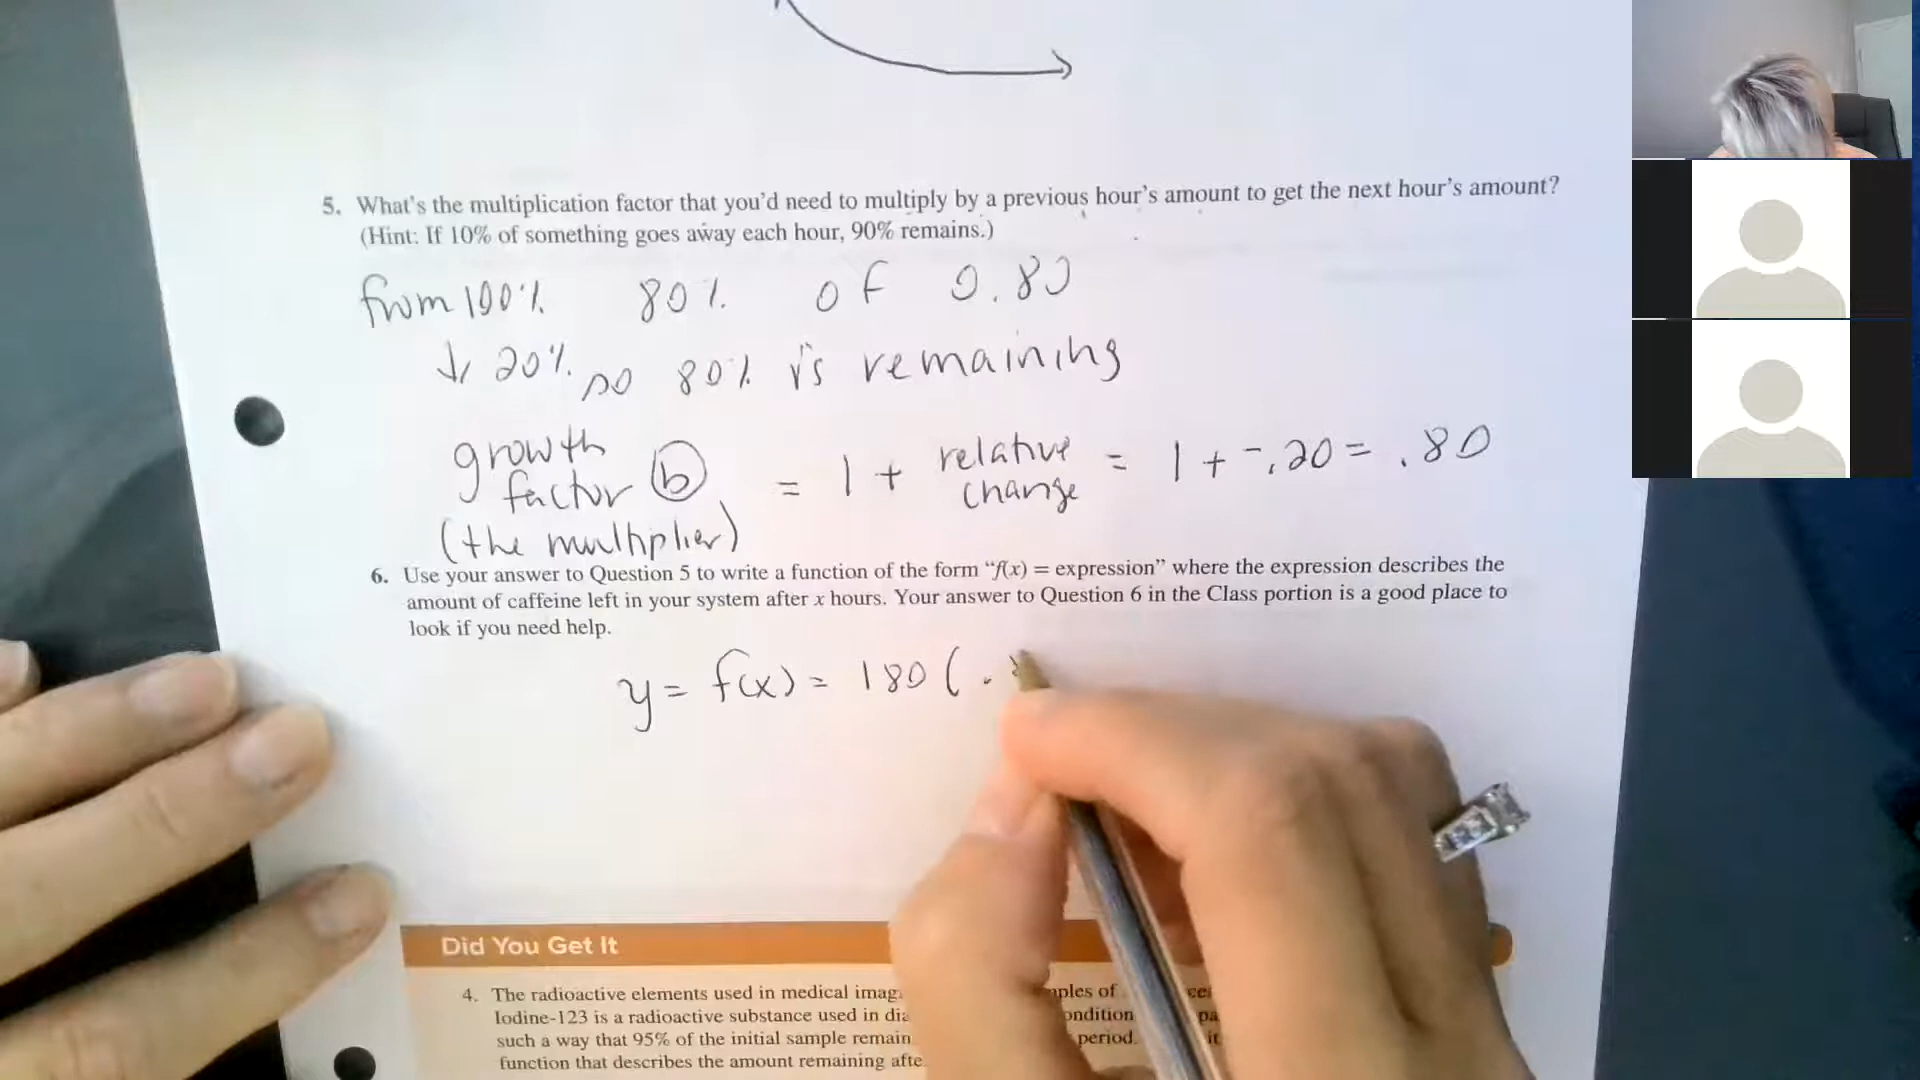 5. What's the multiplication factor that you'd need to multiply by a previous hour's amount to get the next hour's amount?
(Hint: If 10% of something goes away each hour, 90% remains.)
from 100% 80% of 0.80
↓ 20% so 80% is remaining
growth factor (b) = 1 + relative change = 1 + -.20 = .80
(the multiplier)
6. Use your answer to Question 5 to write a function of the form “f(x) = expression” where the expression describes the
amount of caffeine left in your system after x hours. Your answer to Question 6 in the Class portion is a good place to
look if you need help.
y = f(x) = 180 ( .
Did You Get It
4. The radioactive elements used in medical
Iodine-123 is a radioactive substance used in
such a way that 95% of the initial sample period.
function that describes the amount remaining